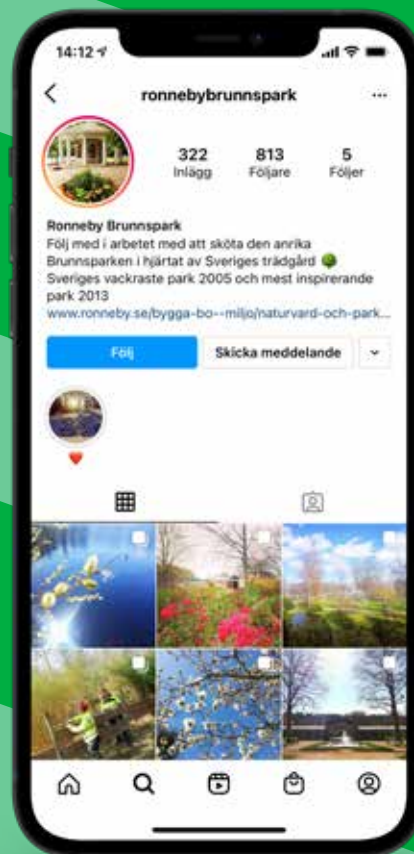 14:12
ronnebybrunnspark
322
Inlägg
813
Följare
5
Följer
Ronneby Brunnspark
Följ med i arbetet med att sköta den anrika
Brunnsparken i hjärtat av Sveriges trädgård
Sveriges vackraste park 2005 och mest inspirerande
park 2013
www.ronneby.se/bygga-bo--miljo/naturvard-och-park...
Följ
Skicka meddelande